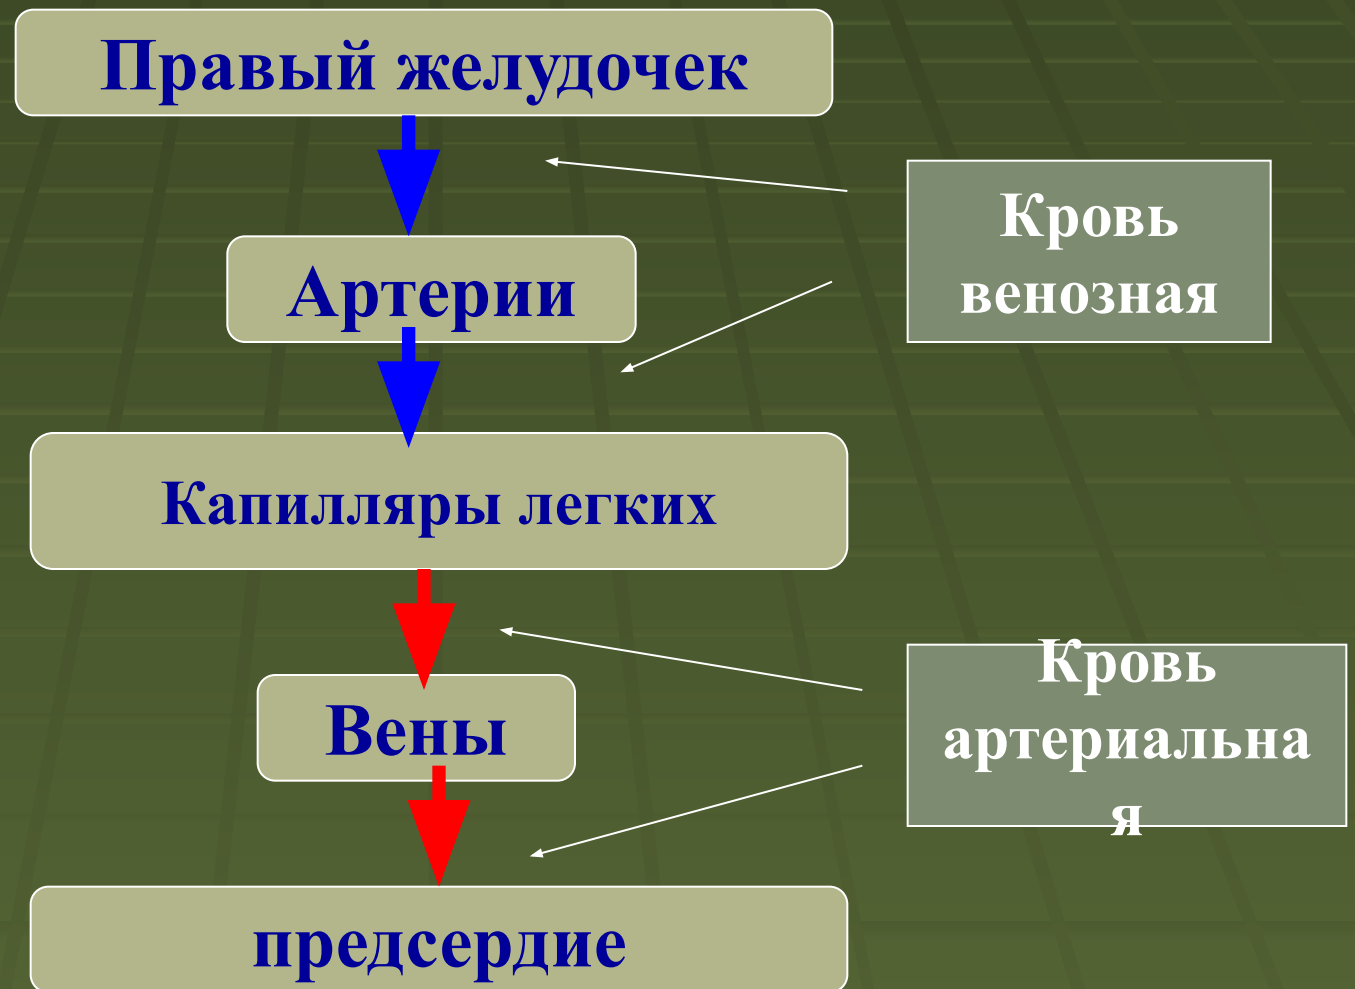 Правый желудочек
Кровь
венозная
Артерии
Капилляры легких
Кровь
артериальна
я
Вены
предсердие